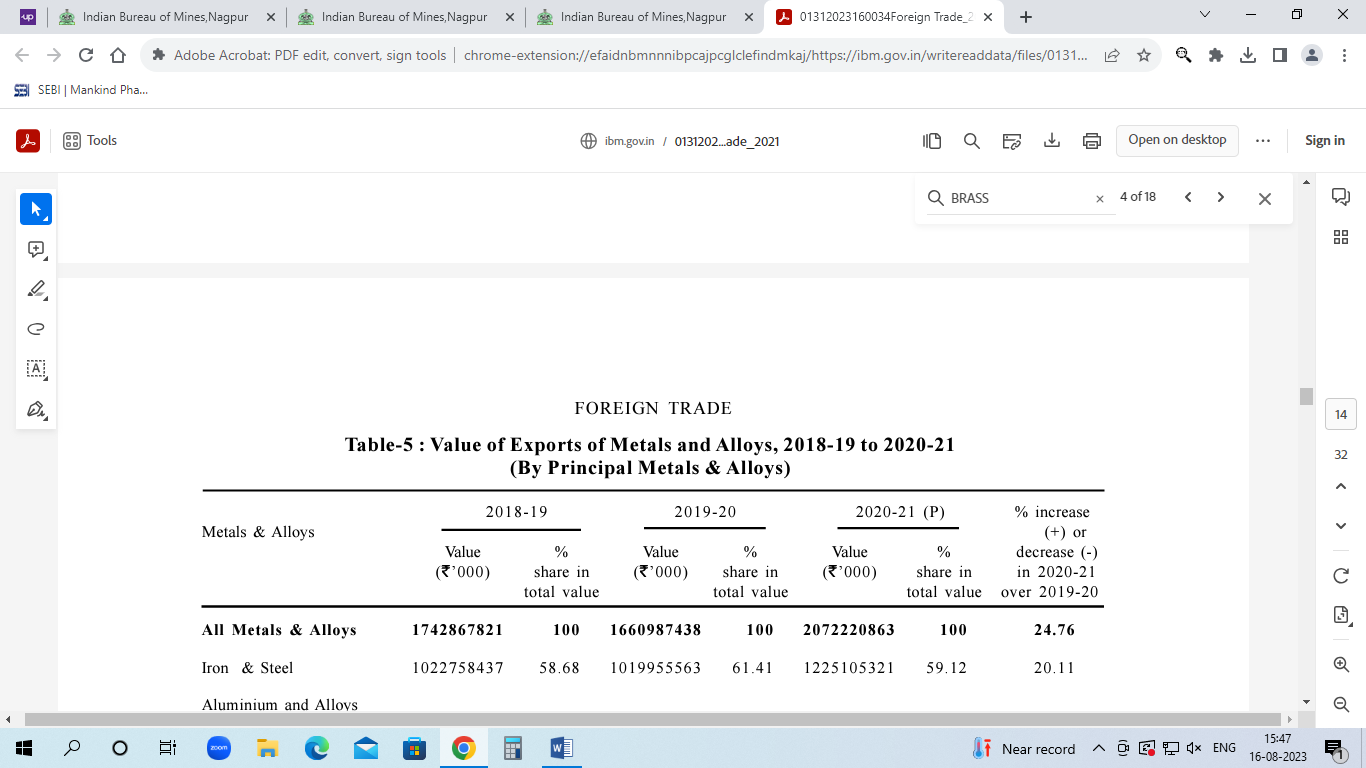 up Indian Bureau of Mines,Nagpur Indian Bureau of Mines,Nagpur Indian Bureau of Mines,Nagpur 01312023160034Foreign Trade_2
Adobe Acrobat: PDF edit, convert, sign tools chrome-extension://efaidnbmnnnibpcajpcglclefindmkaj/https://ibm.gov.in/writereaddata/files/0131...
SEBI | Mankind Pha...
Tools ibm.gov.in / 0131202...ade_2021 Open on desktop ... Sign in
BRASS × 4 of 18
FOREIGN TRADE
Table-5 : Value of Exports of Metals and Alloys, 2018-19 to 2020-21
(By Principal Metals & Alloys)
2018-19 2019-20 2020-21 (P) % increase
Metals & Alloys (+) or
Value % Value % Value % decrease (-)
(₹'000) share in (₹'000) share in (₹'000) share in in 2020-21
total value total value total value over 2019-20
All Metals & Alloys 1742867821 100 1660987438 100 2072220863 100 24.76
Iron & Steel 1022758437 58.68 1019955563 61.41 1225105321 59.12 20.11
Aluminium and Alloys
14
32
zoom Near record ENG 15:47
16-08-2023 1